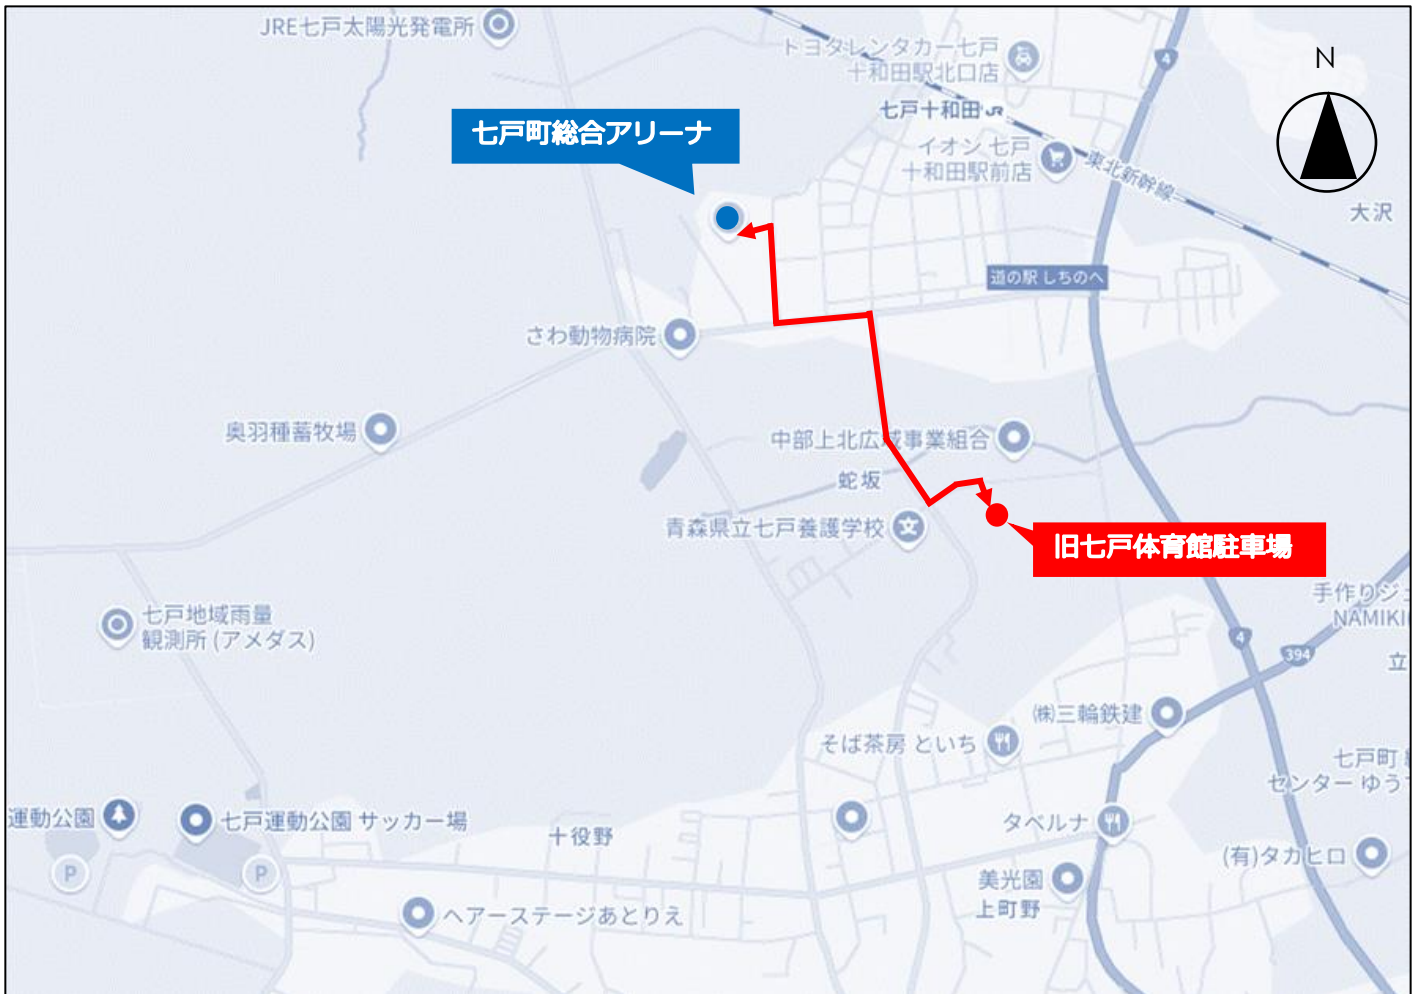 JRE七戸太陽光発電所
トヨタレンタカー七戸
十和田駅北口店
N
4
七戸十和田 JR
七戸町総合アリーナ
イオン 七戸
十和田駅前店
東北新幹線
大沢
道の駅 しちのへ
さわ動物病院
奥羽種蓄牧場
中部上北広域事業組合
蛇坂
青森県立七戸養護学校
文
旧七戸体育館駐車場
七戸地域雨量
観測所 (アメダス)
手作りジェ
NAMIKI
4
394
立
㈱三輪鉄建
そば茶房 といち
七戸町
センター ゆう
運動公園
七戸運動公園 サッカー場
十役野
タベルナ
(有)タカヒロ
P
P
美光園
上町野
ヘアーステージあとりえ